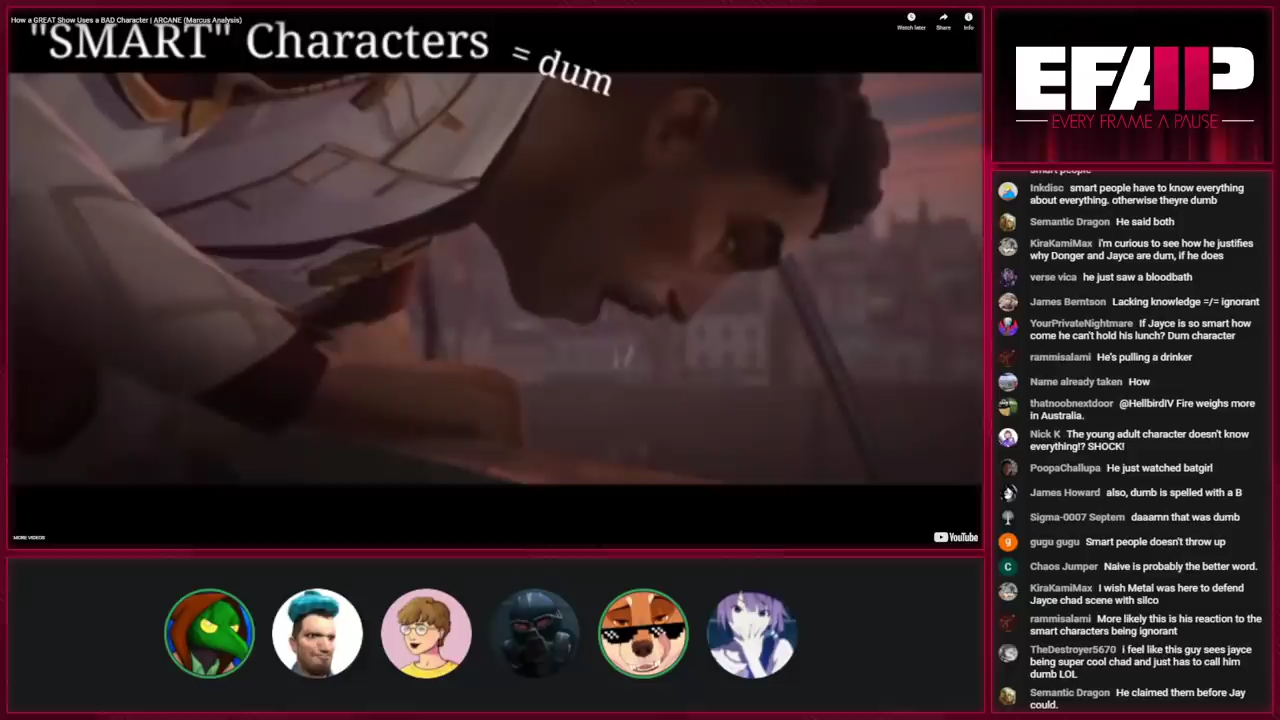 How a GREAT Show Uses a BAD Character | ARCANE (Marcus Analysis)
Watch later
Share
Info
"SMART" Characters = dum
MORE VIDEOS
YouTube
EFAP
EVERY FRAME A PAUSE
smart people
Inkdisc smart people have to know everything
about everything. otherwise theyre dumb
Semantic Dragon He said both
KiraKamiMax i'm curious to see how he justifies
why Donger and Jayce are dum, if he does
verse vica he just saw a bloodbath
James Berntson Lacking knowledge =/= ignorant
YourPrivateNightmare If Jayce is so smart how
come he can't hold his lunch? Dum character
rammisalami He's pulling a drinker
Name already taken How
thatnoobnextdoor @HellbirdIV Fire weighs more
in Australia.
Nick K The young adult character doesn't know
everything!? SHOCK!
PoopaChallupa He just watched batgirl
James Howard also, dumb is spelled with a B
Sigma-0007 Septem daaamn that was dumb
g
gugu gugu Smart people doesn't throw up
C
Chaos Jumper Naive is probably the better word.
KiraKamiMax I wish Metal was here to defend
Jayce chad scene with silco
rammisalami More likely this is his reaction to the
smart characters being ignorant
TheDestroyer5670 i feel like this guy sees jayce
being super cool chad and just has to call him
dumb LOL
Semantic Dragon He claimed them before Jay
could.